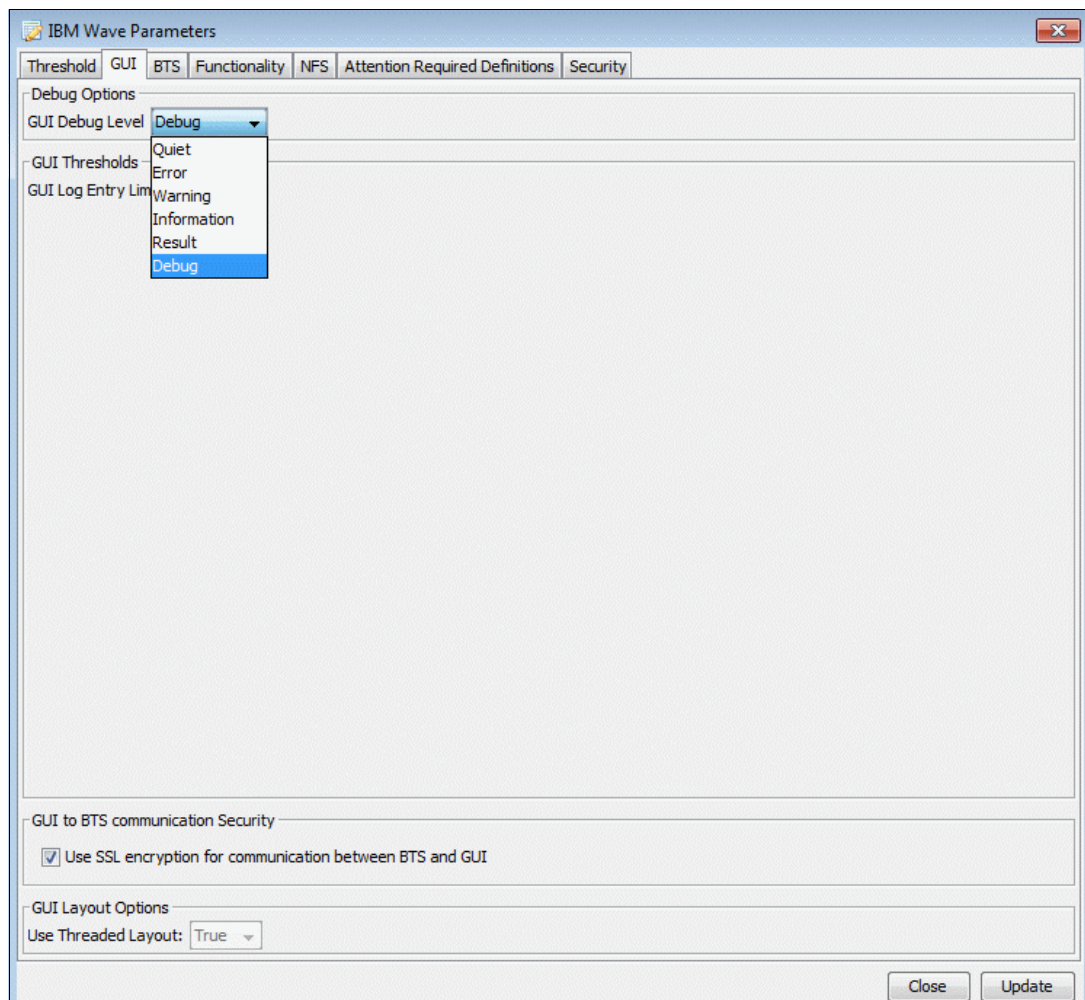 IBM Wave Parameters
Threshold GUI BTS Functionality NFS Attention Required Definitions Security
Debug Options
GUI Debug Level Debug
Quiet
GUI Thresholds
Error
GUI Log Entry Lim
Warning
Information
Result
Debug
GUI to BTS communication Security
Use SSL encryption for communication between BTS and GUI
GUI Layout Options
Use Threaded Layout: True
Close Update